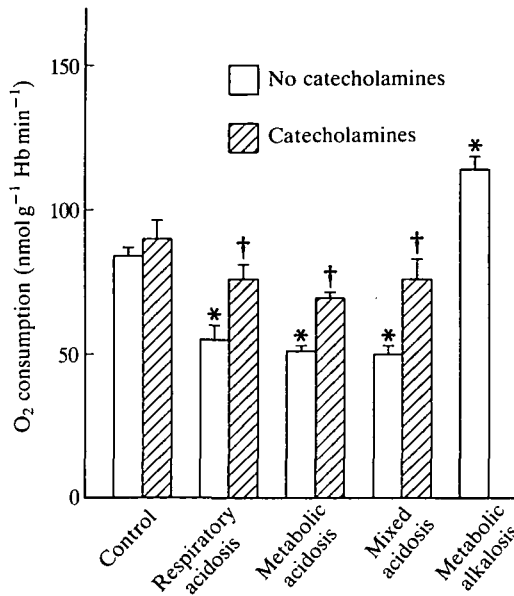 150
100
50
0
O₂ consumption (nmol g⁻¹ Hb min⁻¹)
No catecholamines
Catecholamines
*
†
*
†
*
†
*
Control
Respiratory
acidosis
Metabolic
acidosis
Mixed
acidosis
Metabolic
alkalosis